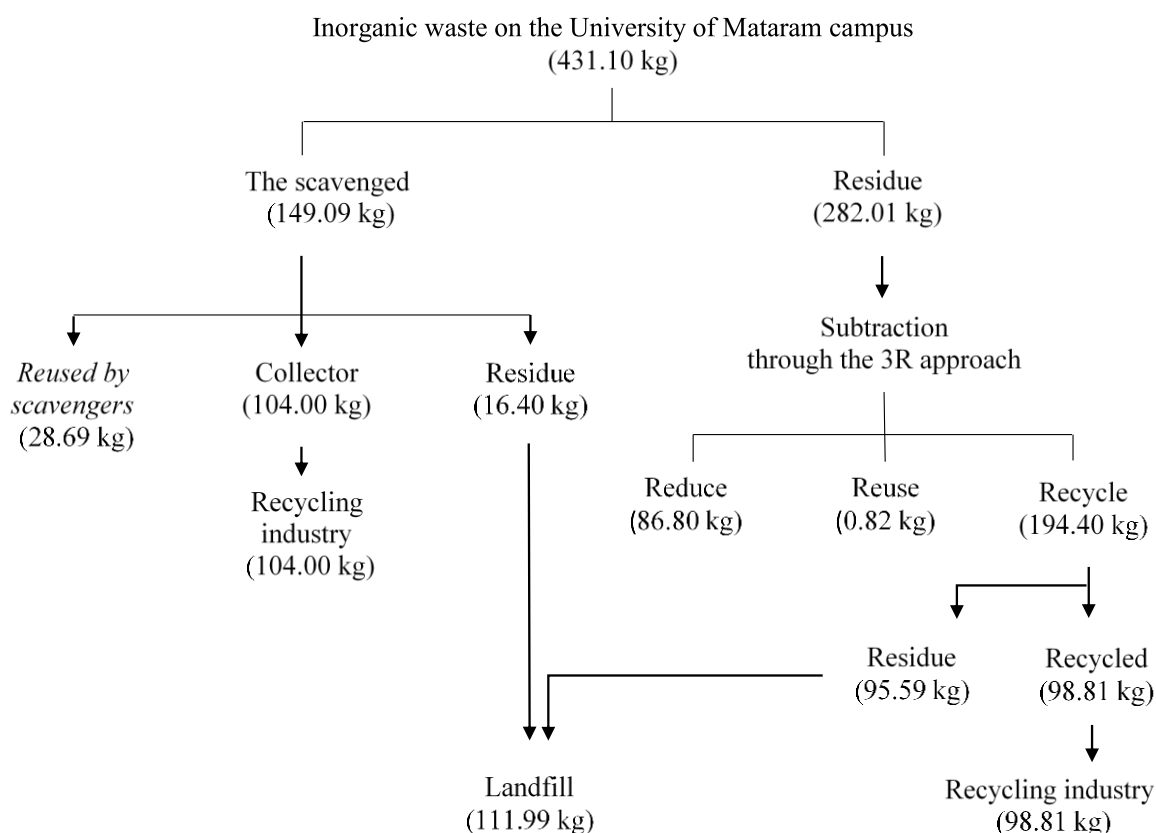 Inorganic waste on the University of Mataram campus
(431.10 kg)
The scavenged
(149.09 kg)
Residue
(282.01 kg)
Subtraction
through the 3R approach
Reused by
scavengers
(28.69 kg)
Collector
(104.00 kg)
Residue
(16.40 kg)
Recycling
industry
(104.00 kg)
Reduce
(86.80 kg)
Reuse
(0.82 kg)
Recycle
(194.40 kg)
Residue
(95.59 kg)
Recycled
(98.81 kg)
Landfill
(111.99 kg)
Recycling industry
(98.81 kg)